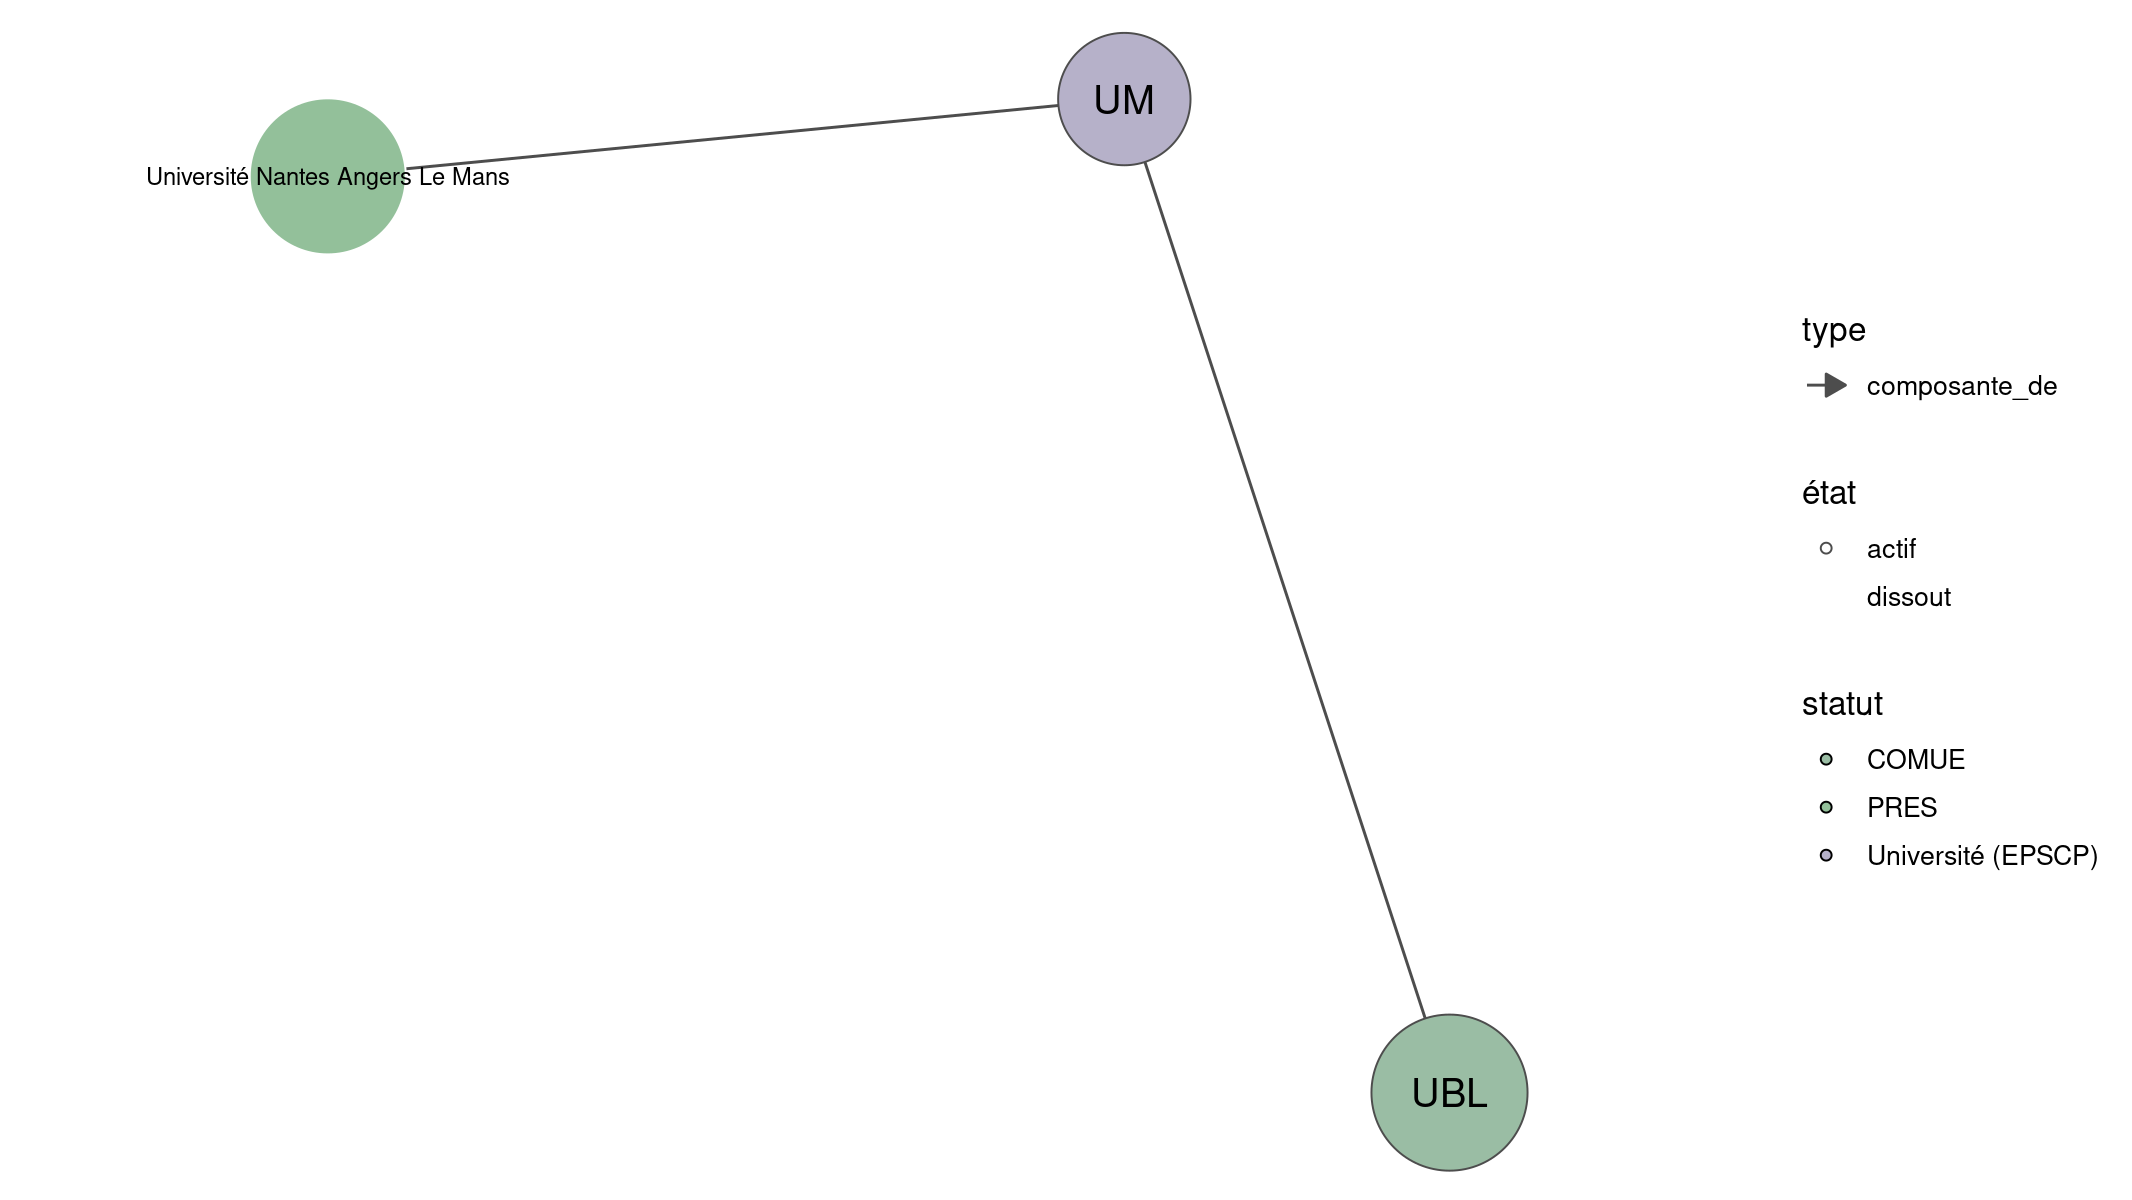 UM
Université Nantes Angers Le Mans
type
composante_de
état
actif
dissout
statut
COMUE
PRES
Université (EPSCP)
UBL